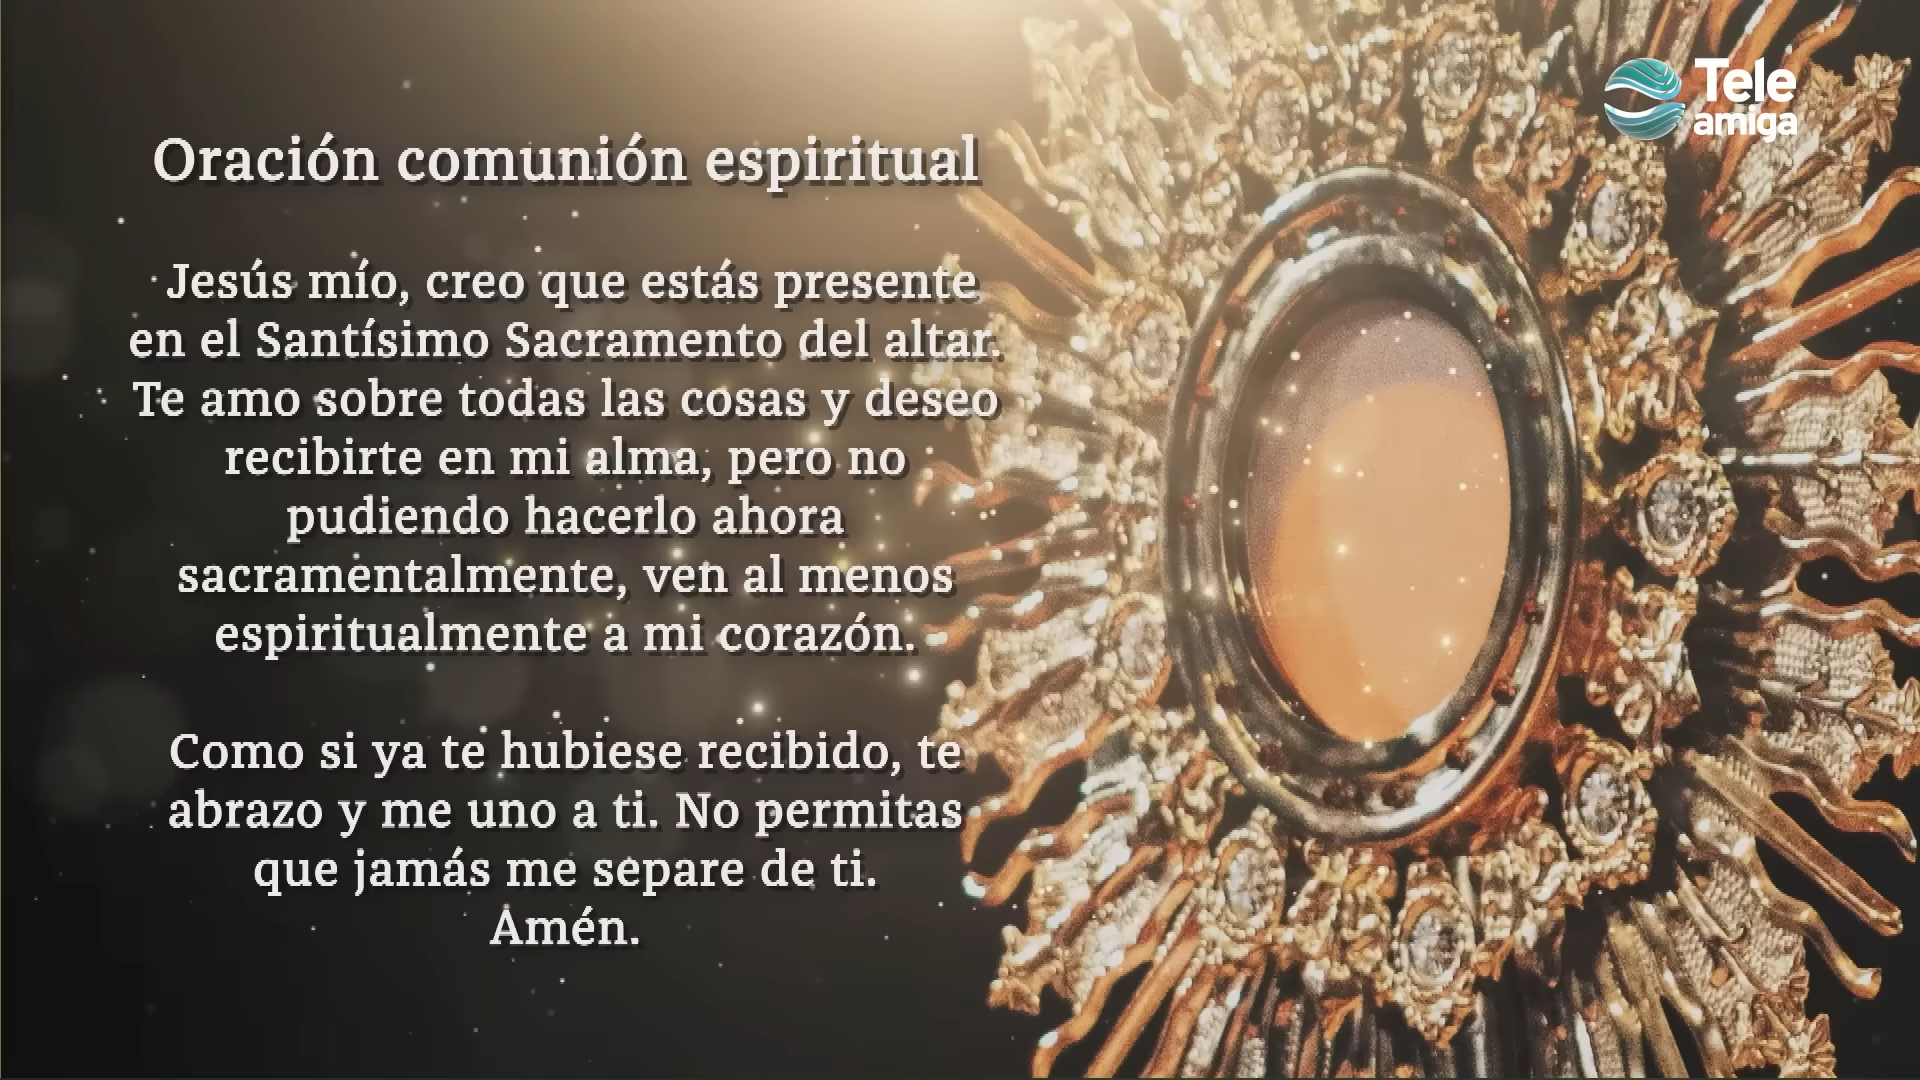 Tele
amiga
Oración comunión espiritual
Jesús mío, creo que estás presente
en el Santísimo Sacramento del altar.
Te amo sobre todas las cosas y deseo
recibirte en mi alma, pero no
pudiendo hacerlo ahora
sacramentalmente, ven al menos
espiritualmente a mi corazón.
Como si ya te hubiese recibido, te
abrazo y me uno a ti. No permitas
que jamás me separe de ti.
Amén.